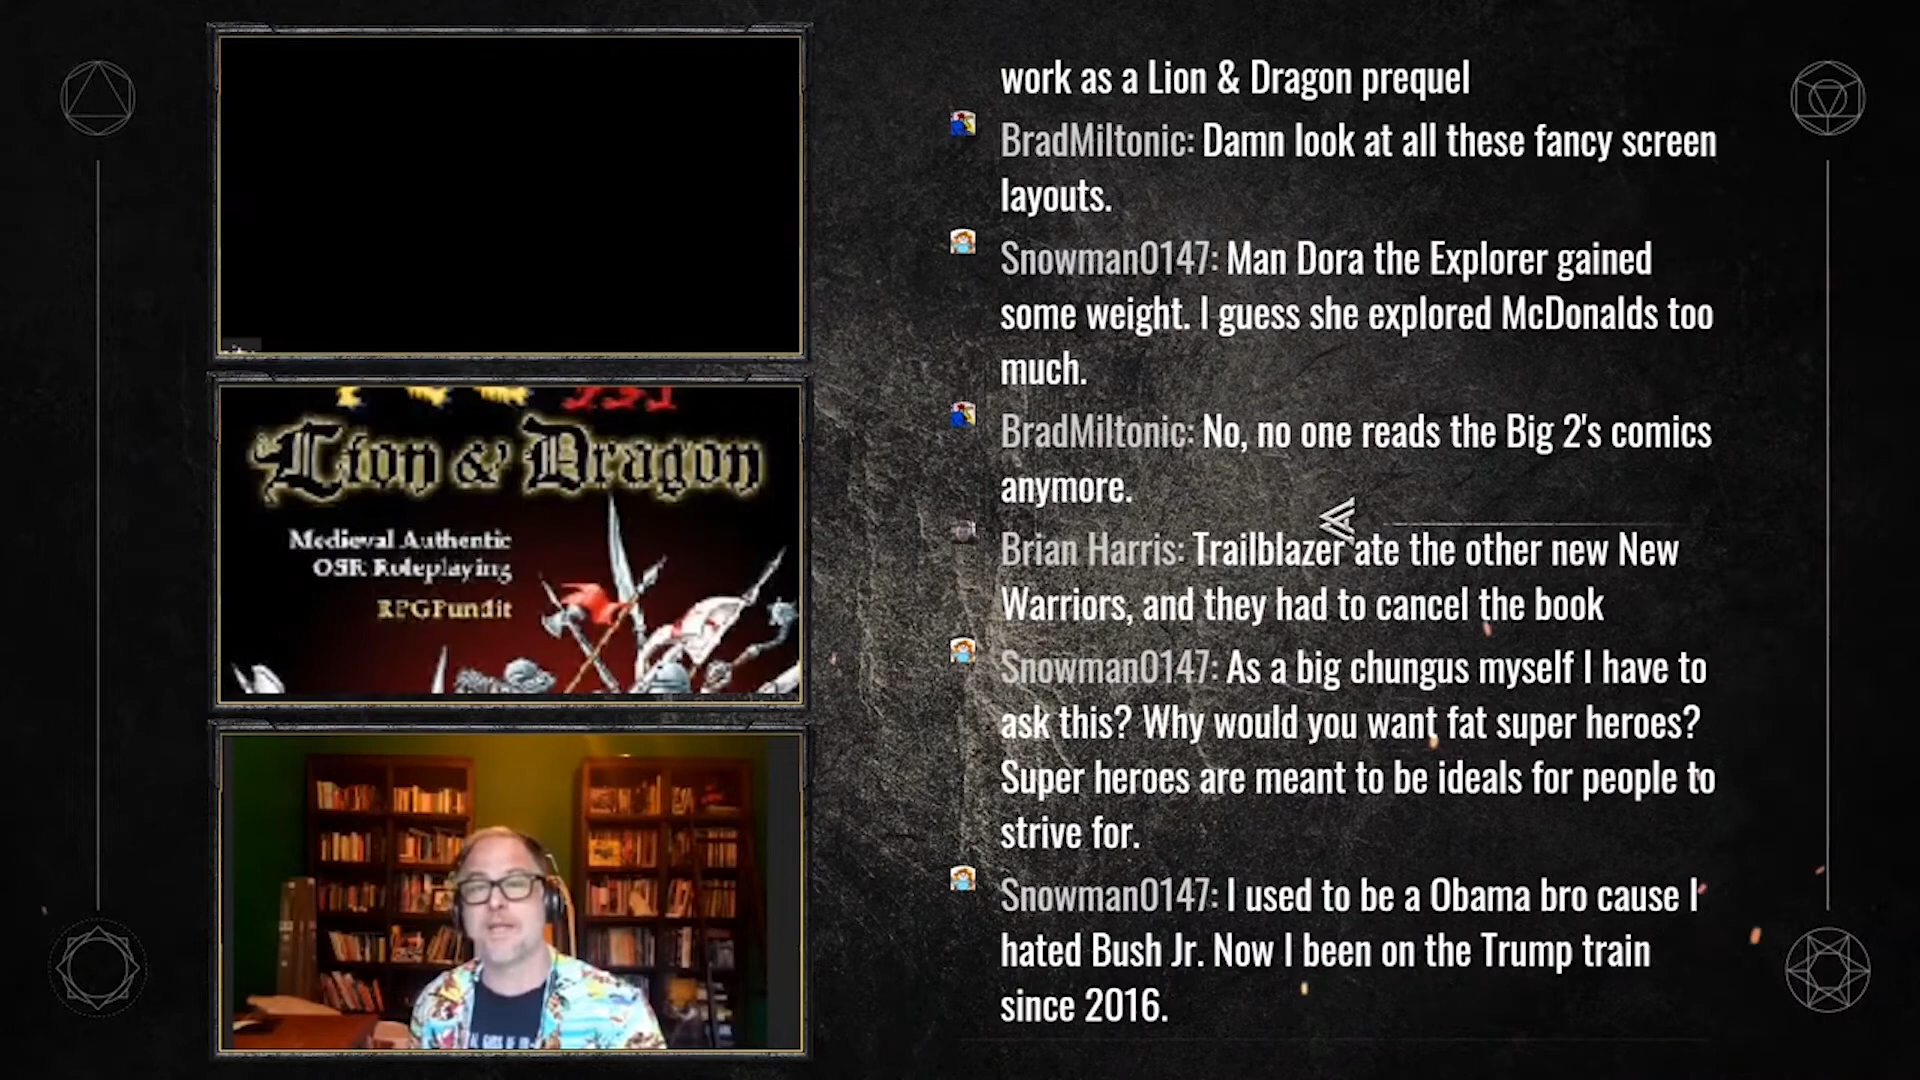 Lion & Dragon
Medieval Authentic
OSR Roleplaying
RPGPundit
work as a Lion & Dragon prequel
BradMiltonic: Damn look at all these fancy screen
layouts.
Snowman0147: Man Dora the Explorer gained
some weight. I guess she explored McDonalds too
much.
BradMiltonic: No, no one reads the Big 2's comics
anymore.
Brian Harris: Trailblazer ate the other new New
Warriors, and they had to cancel the book
Snowman0147: As a big chungus myself I have to
ask this? Why would you want fat super heroes?
Super heroes are meant to be ideals for people to
strive for.
Snowman0147: I used to be a Obama bro cause I
hated Bush Jr. Now I been on the Trump train
since 2016.